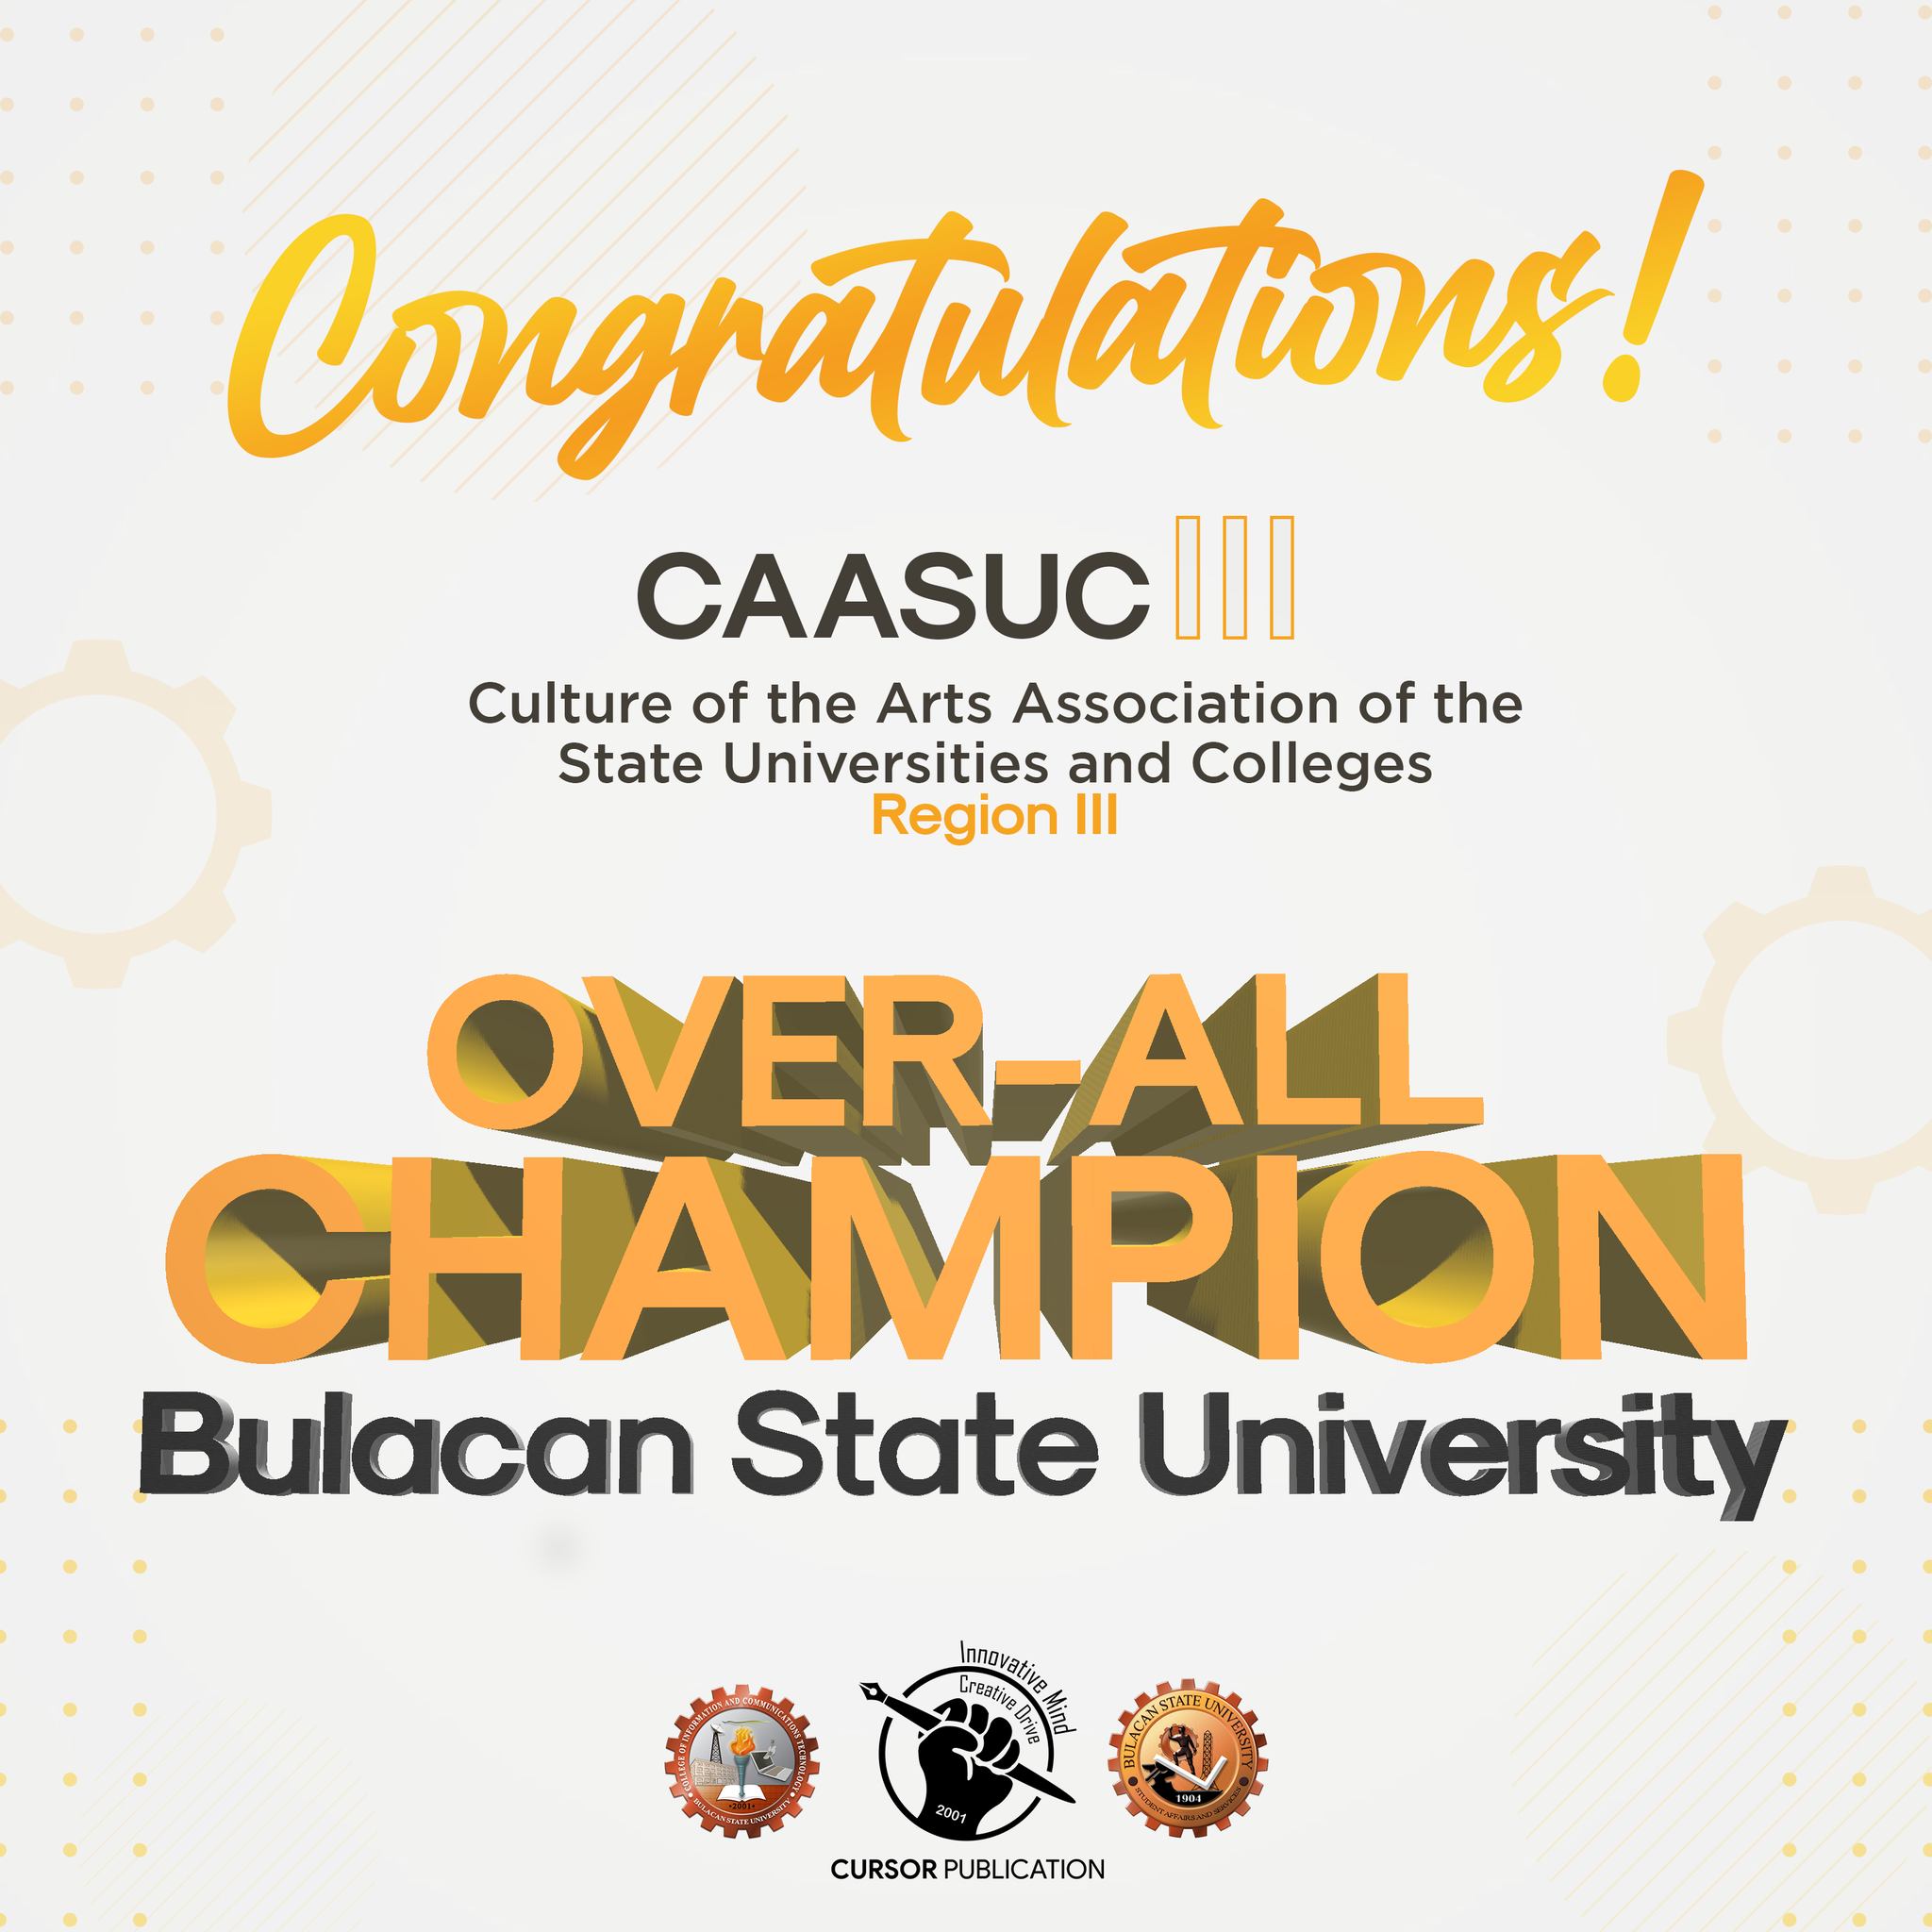 Congratulations!
CAASUC III
Culture of the Arts Association of the
State Universities and Colleges
Region III
OVER-ALL
CHAMPION
Bulacan State University
COLLEGE OF INFORMATION AND COMMUNICATIONS TECHNOLOGY
•2001•
BULACAN STATE UNIVERSITY
Innovative Mind
Creative Drive
2001
BULACAN STATE UNIVERSITY
1904
STUDENT AFFAIRS AND SERVICES
CURSOR PUBLICATION